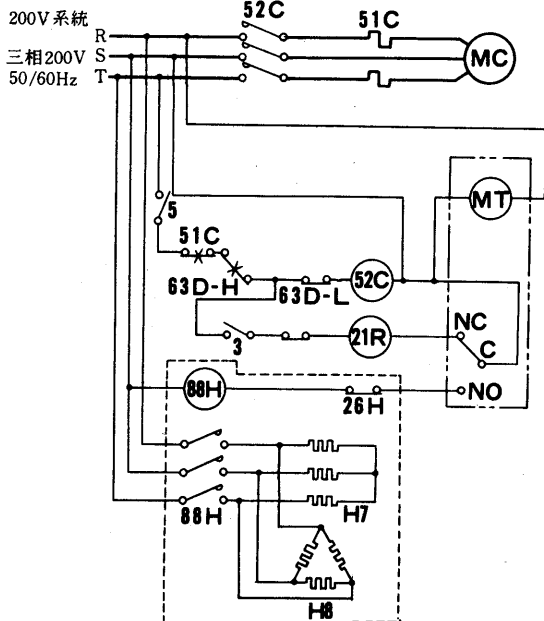 200V系統
三相200V
50/60Hz
R
S
T
52C
51C
MC
5
51C
63D-H
63D-L
52C
MT
3
21R
NC
C
NO
88H
26H
88H
H7
H8